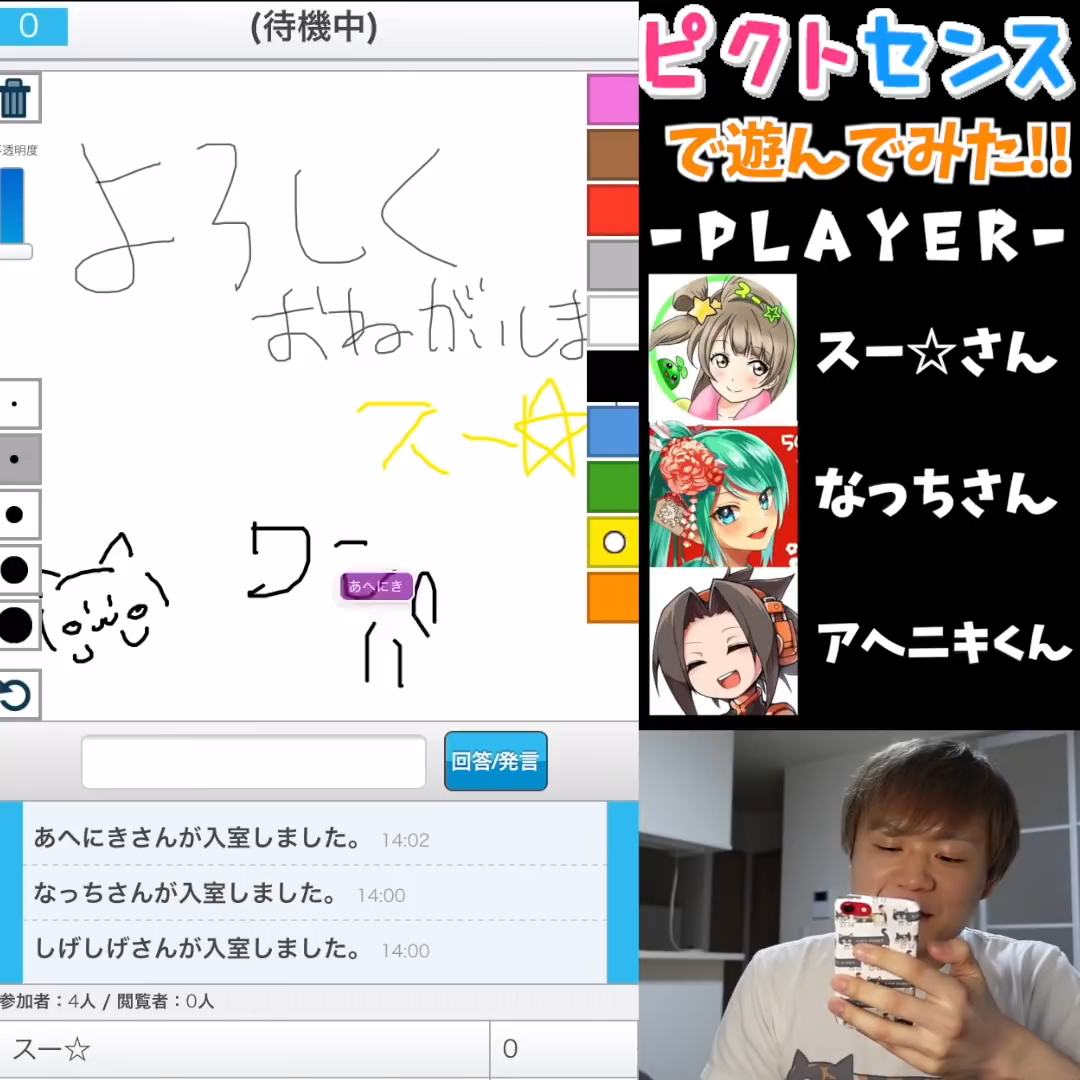 0
(待機中)
不透明度
よろしく
おねがいしま
スー☆
ワー
あへにき
回答/発言
あへにきさんが入室しました。 14:02
なっちさんが入室しました。 14:00
しげしげさんが入室しました。 14:00
参加者：4人 / 閲覧者：0人
スー☆ 0
ピクトセンス
で遊んでみた!!
-PLAYER-
スー☆さん
なっちさん
アヘニキくん